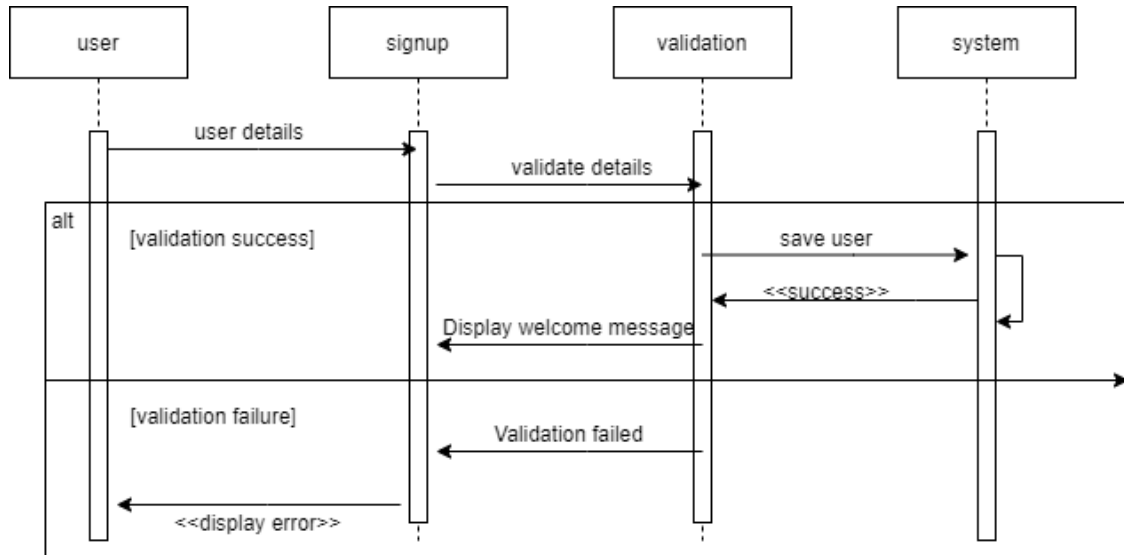 user
signup
validation
system
user details
validate details
alt
[validation success]
save user
<<success>>
Display welcome message
[validation failure]
Validation failed
<<display error>>